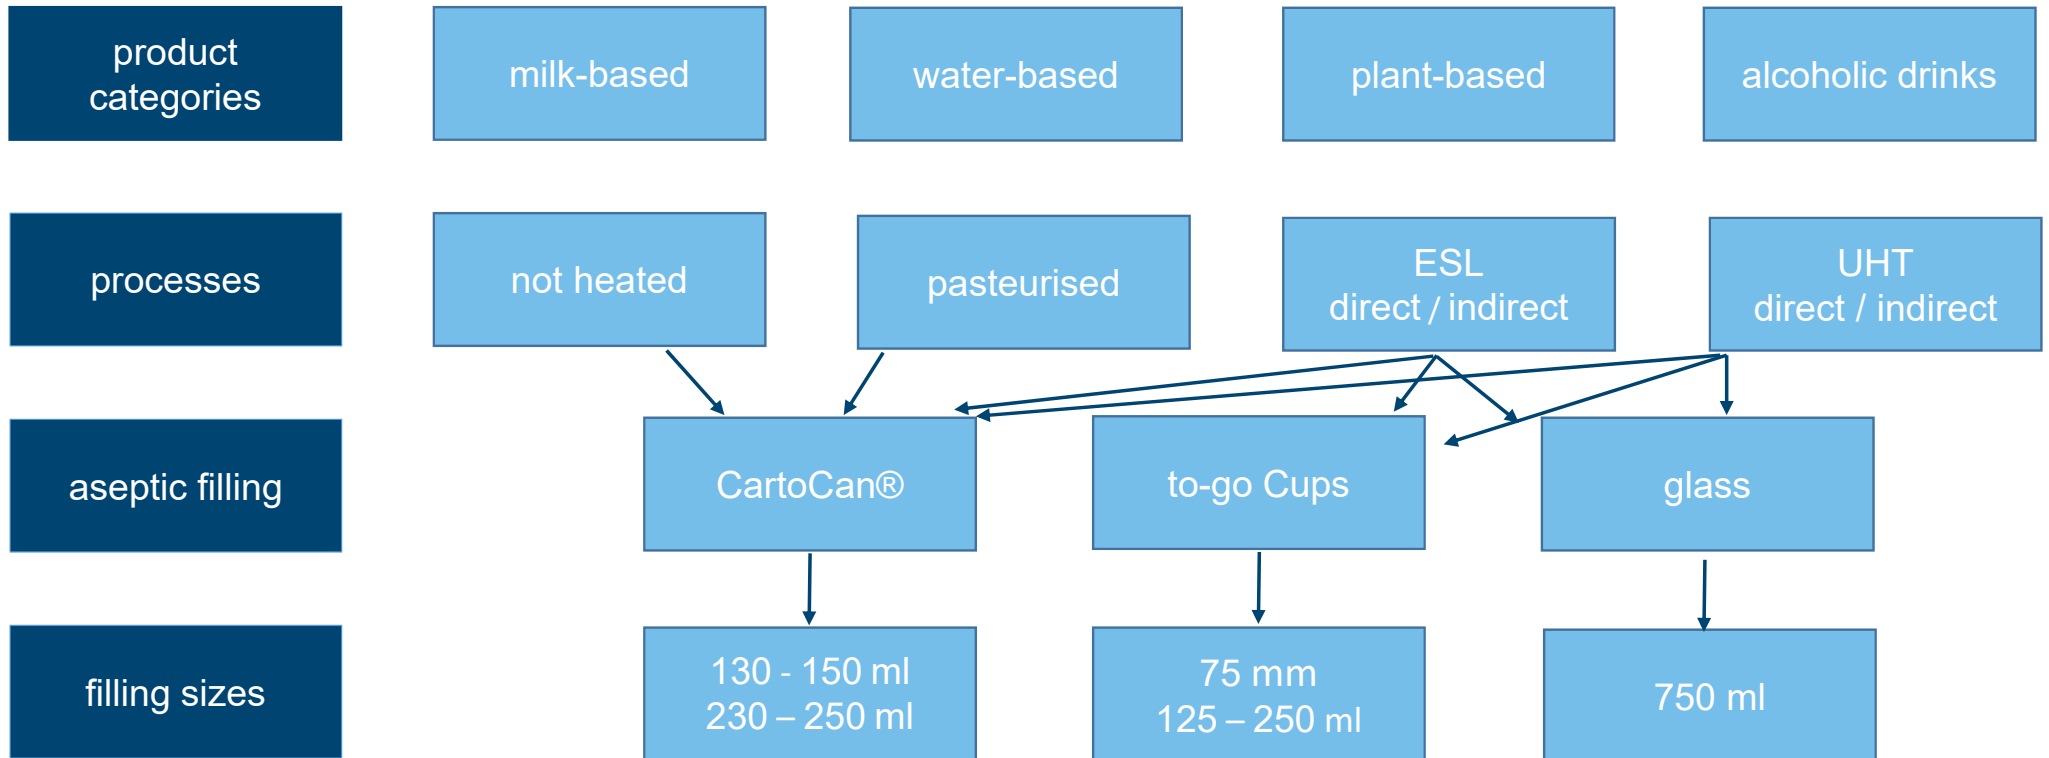 product
categories
milk-based
water-based
plant-based
alcoholic drinks
processes
not heated
pasteurised
ESL
direct / indirect
UHT
direct / indirect
aseptic filling
CartoCan®
to-go Cups
glass
filling sizes
130 - 150 ml
230 – 250 ml
75 mm
125 – 250 ml
750 ml